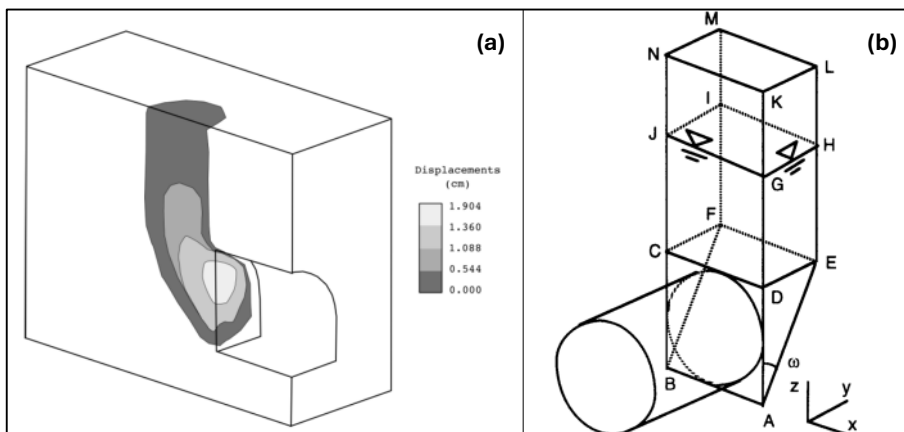 (a)
Displacements
(cm)
1.904
1.360
1.088
0.544
0.000
(b)
M
N
L
K
I
J
H
G
F
C
E
D
B
ω
A
z
y
x